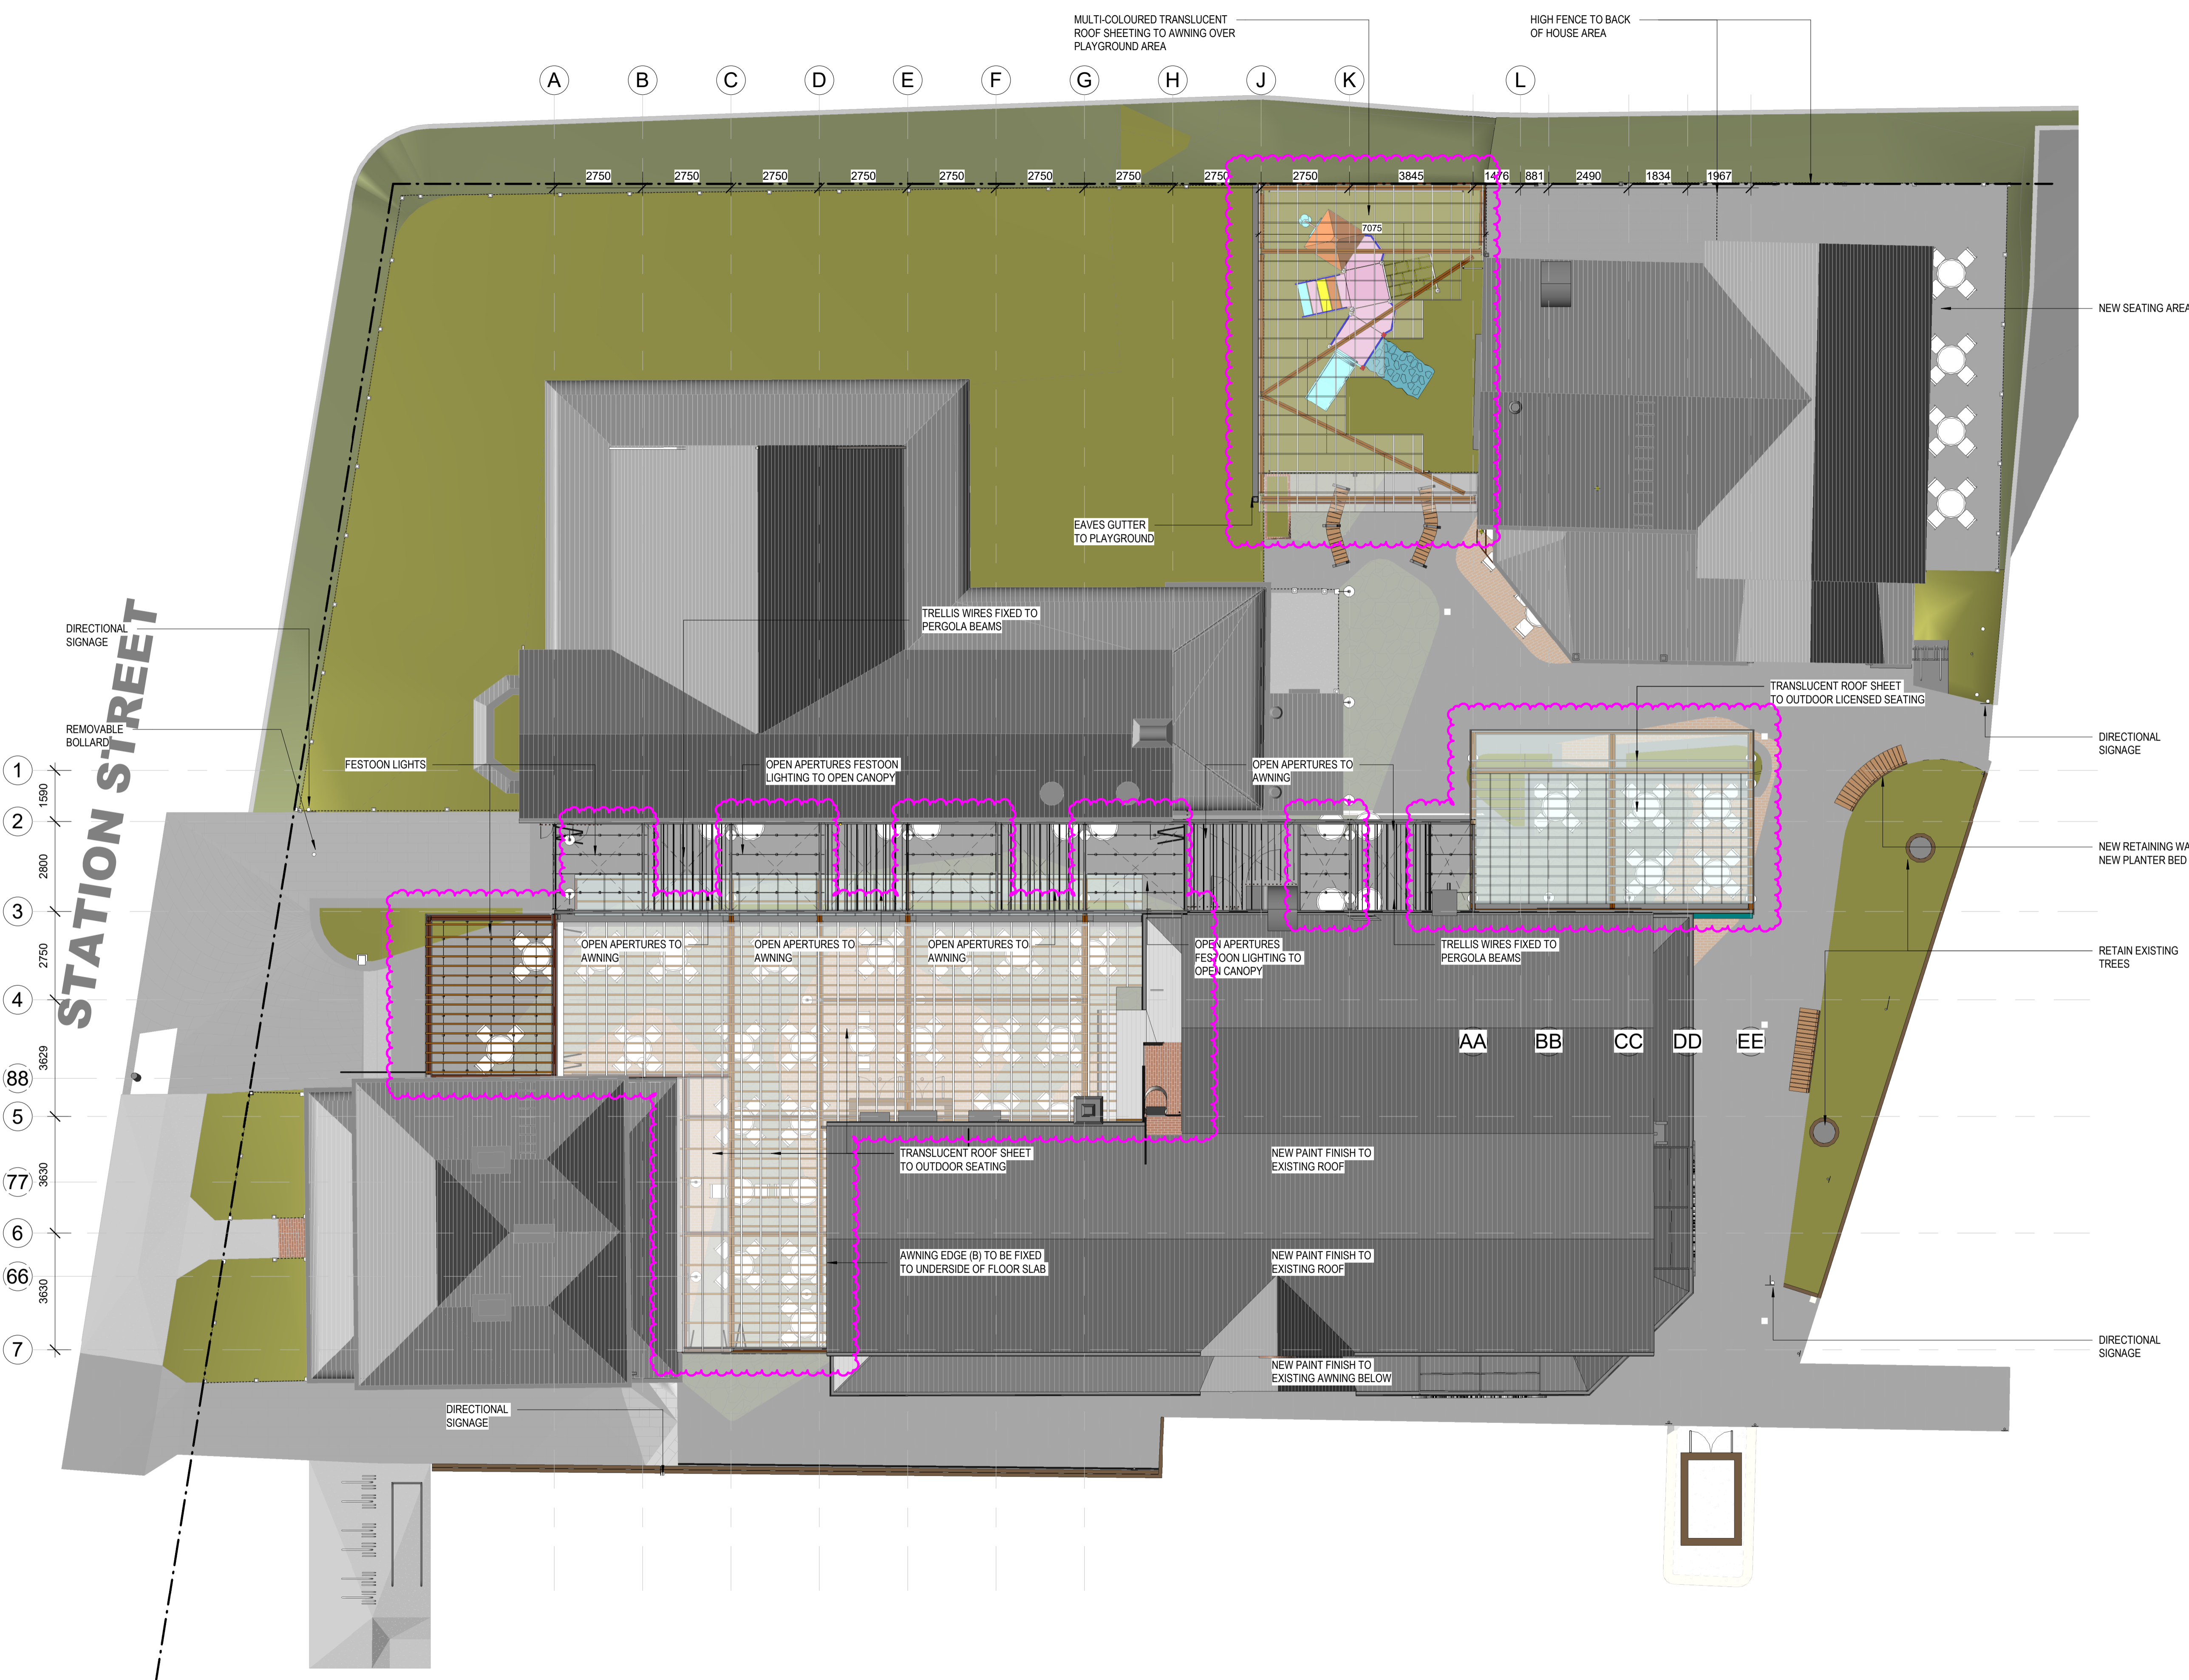 MULTI-COLOURED TRANSLUCENT
ROOF SHEETING TO AWNING OVER
PLAYGROUND AREA
HIGH FENCE TO BACK
OF HOUSE AREA
A
B
C
D
E
F
G
H
J
K
L
2750
2750
2750
2750
2750
2750
2750
2750
2750
3845
1476
881
2490
1834
1967
7075
NEW SEATING AREA
EAVES GUTTER
TO PLAYGROUND
STATION STREET
DIRECTIONAL
SIGNAGE
TRELLIS WIRES FIXED TO
PERGOLA BEAMS
TRANSLUCENT ROOF SHEET
TO OUTDOOR LICENSED SEATING
REMOVABLE
BOLLARD
DIRECTIONAL
SIGNAGE
FESTOON LIGHTS
OPEN APERTURES FESTOON
LIGHTING TO OPEN CANOPY
OPEN APERTURES TO
AWNING
1
1590
2
2800
3
2750
4
3629
88
5
3630
77
6
3630
66
7
NEW RETAINING WA
NEW PLANTER BED
OPEN APERTURES TO
AWNING
OPEN APERTURES TO
AWNING
OPEN APERTURES TO
AWNING
OPEN APERTURES
FESTOON LIGHTING TO
OPEN CANOPY
TRELLIS WIRES FIXED TO
PERGOLA BEAMS
RETAIN EXISTING
TREES
AA
BB
CC
DD
EE
TRANSLUCENT ROOF SHEET
TO OUTDOOR SEATING
NEW PAINT FINISH TO
EXISTING ROOF
AWNING EDGE (B) TO BE FIXED
TO UNDERSIDE OF FLOOR SLAB
NEW PAINT FINISH TO
EXISTING ROOF
DIRECTIONAL
SIGNAGE
NEW PAINT FINISH TO
EXISTING AWNING BELOW
DIRECTIONAL
SIGNAGE